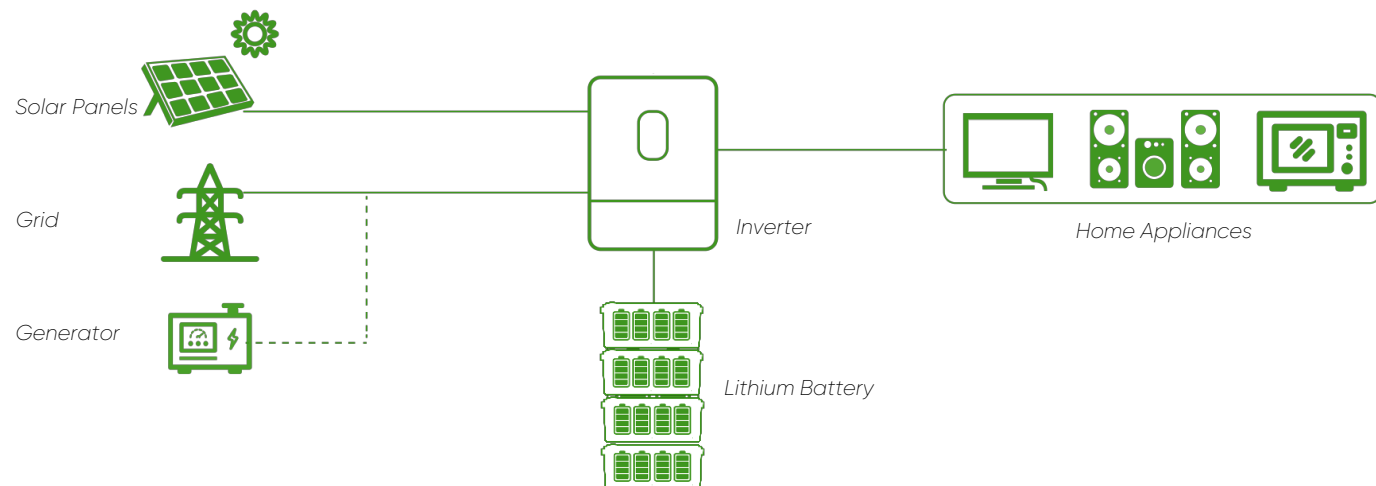 Solar Panels
Grid
Generator
Inverter
Home Appliances
Lithium Battery